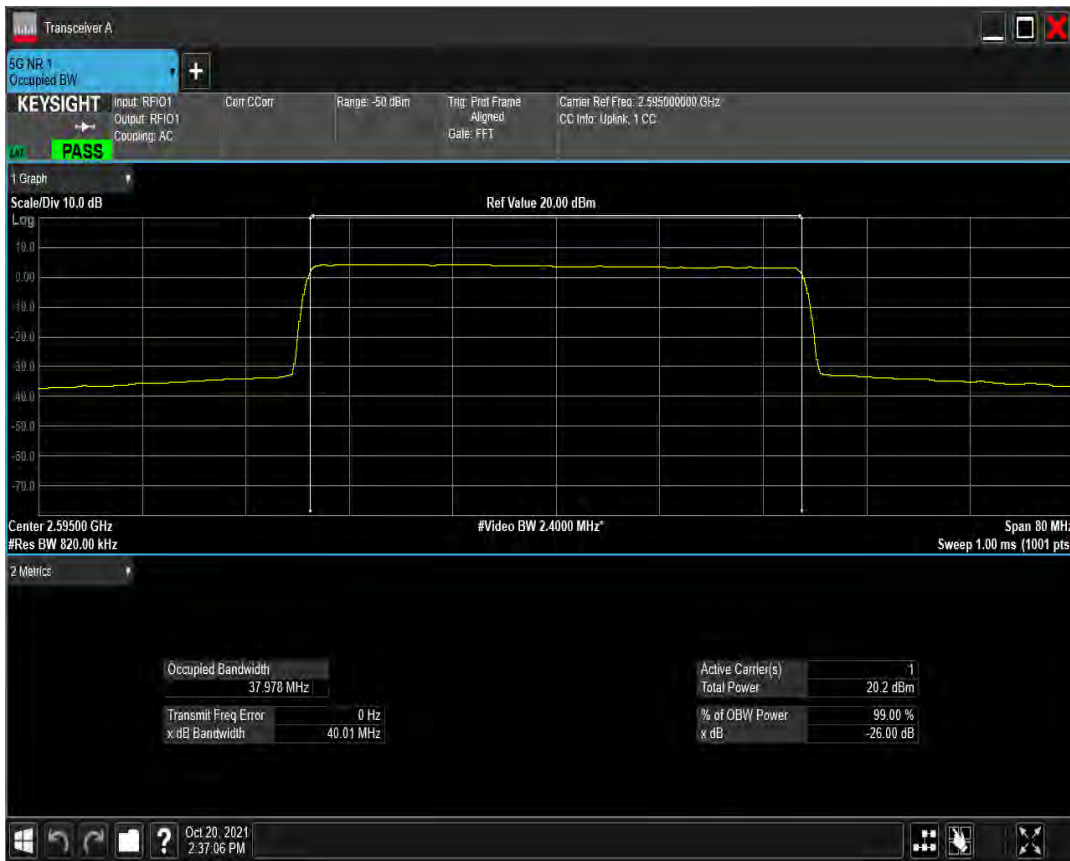 Transceiver A
5G NR 1
Occupied BW
+
KEYSIGHT
Input: RFIO1
Output: RFIO1
Coupling: AC
Corr CCorr
Range: -50 dBm
Trig: Prot Frame
Aligned
Gate: FFT
Carrier Ref Freq: 2.595000000 GHz
CC Info: Uplink, 1 CC
PASS
1 Graph
Scale/Div 10.0 dB
Ref Value 20.00 dBm
Log
10.0
0.00
-10.0
-20.0
-30.0
-40.0
-50.0
-60.0
-70.0
Center 2.59500 GHz
#Video BW 2.4000 MHz*
Span 80 MHz
#Res BW 820.00 kHz
Sweep 1.00 ms (1001 pts
2 Metrics
Occupied Bandwidth
37.978 MHz
Transmit Freq Error 0 Hz
x dB Bandwidth 40.01 MHz
Active Carrier(s) 1
Total Power 20.2 dBm
% of OBW Power 99.00 %
x dB -26.00 dB
?
Oct 20, 2021
2:37:06 PM